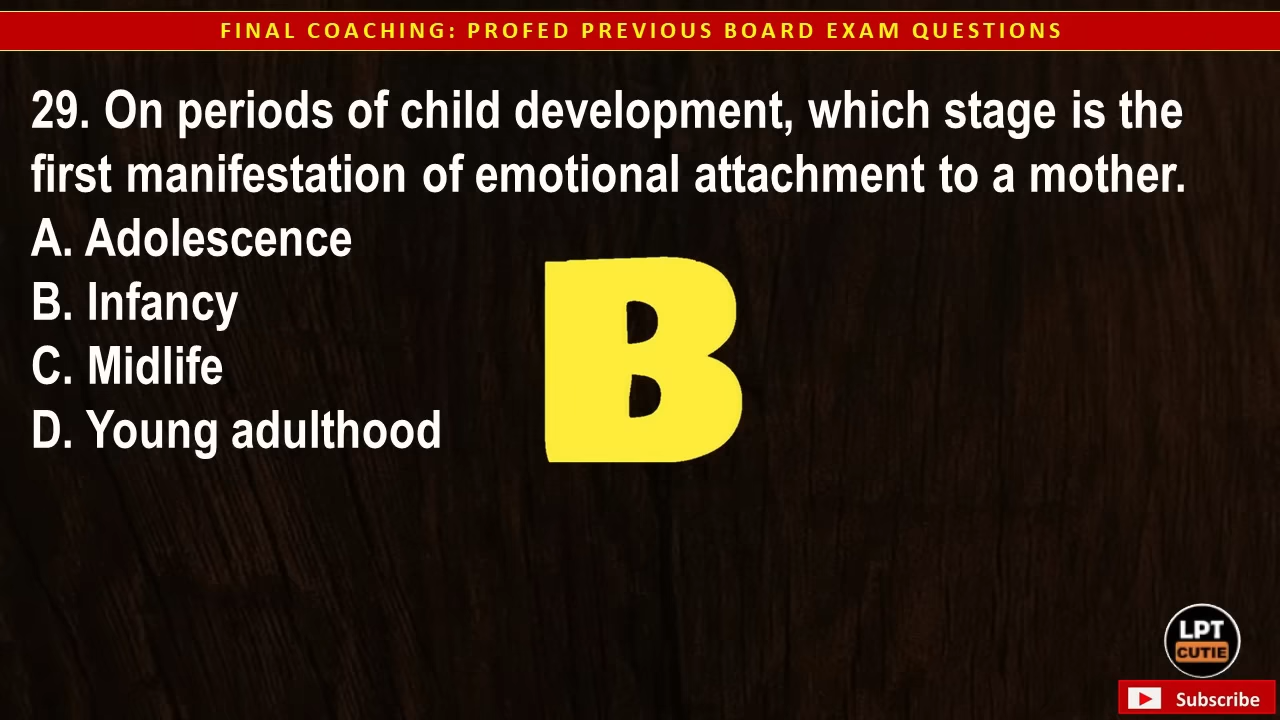 FINAL COACHING: PROFED PREVIOUS BOARD EXAM QUESTIONS
29. On periods of child development, which stage is the
first manifestation of emotional attachment to a mother.
A. Adolescence
B. Infancy
C. Midlife
D. Young adulthood
B
LPT
CUTIE
Subscribe